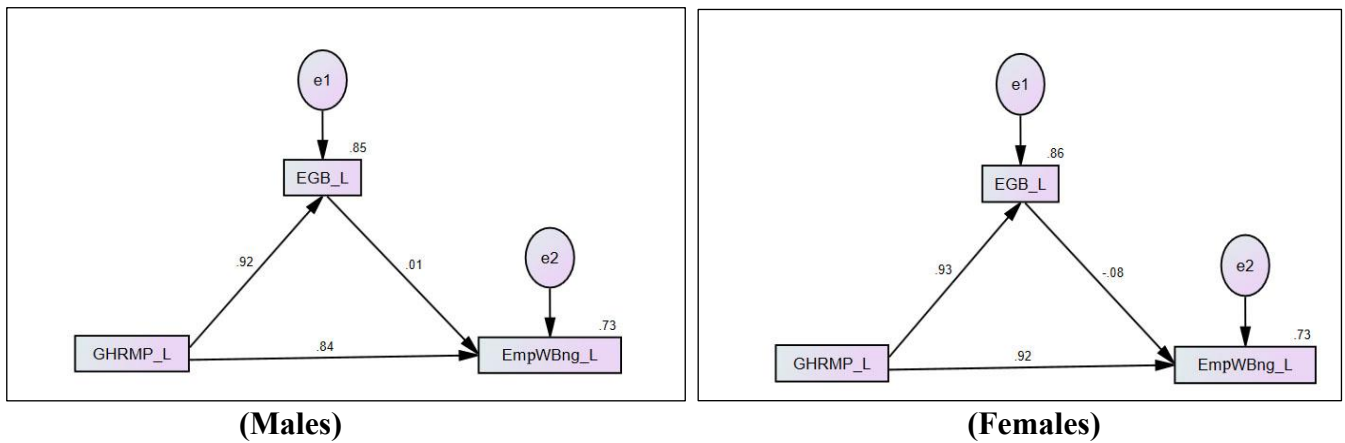 e1
.85
EGB_L
.92
.01
e2
.73
GHRMP_L
.84
EmpWBng_L
(Males)
e1
.86
EGB_L
.93
-.08
e2
.73
GHRMP_L
.92
EmpWBng_L
(Females)